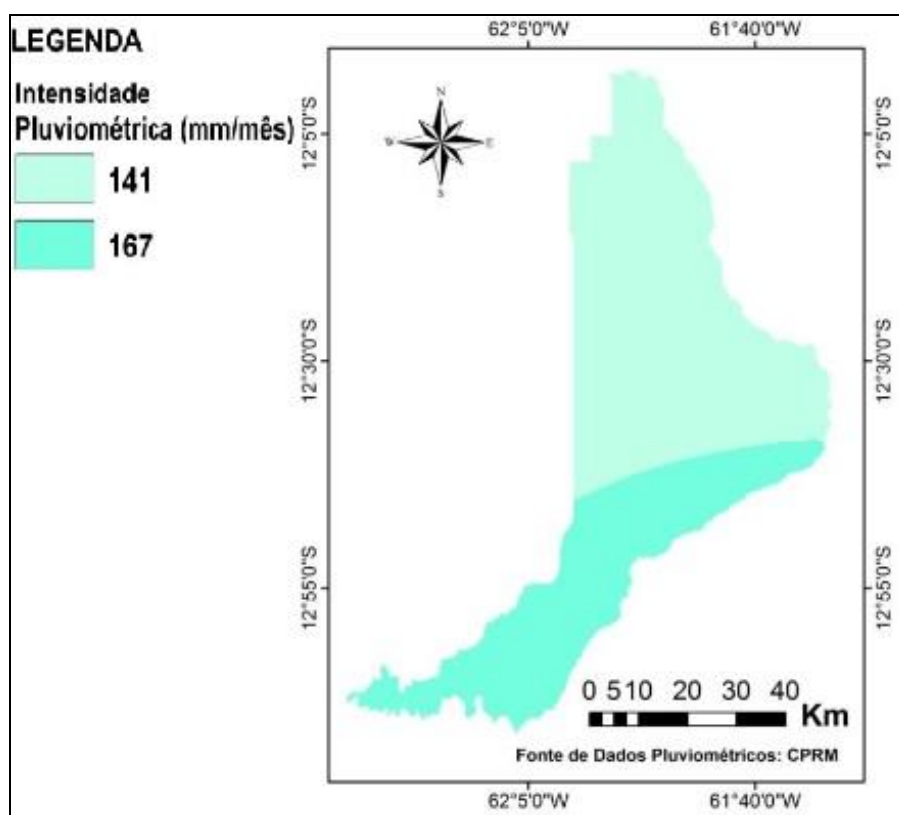 LEGENDA
Intensidade
Pluviométrica (mm/mês)
141
167
62°5'0"W 61°40'0"W
N
W E
S
12°5'0"S 12°5'0"S
12°30'0"S 12°30'0"S
12°55'0"S 12°55'0"S
0 5 10 20 30 40
Km
Fonte de Dados Pluviométricos: CPRM
62°5'0"W 61°40'0"W